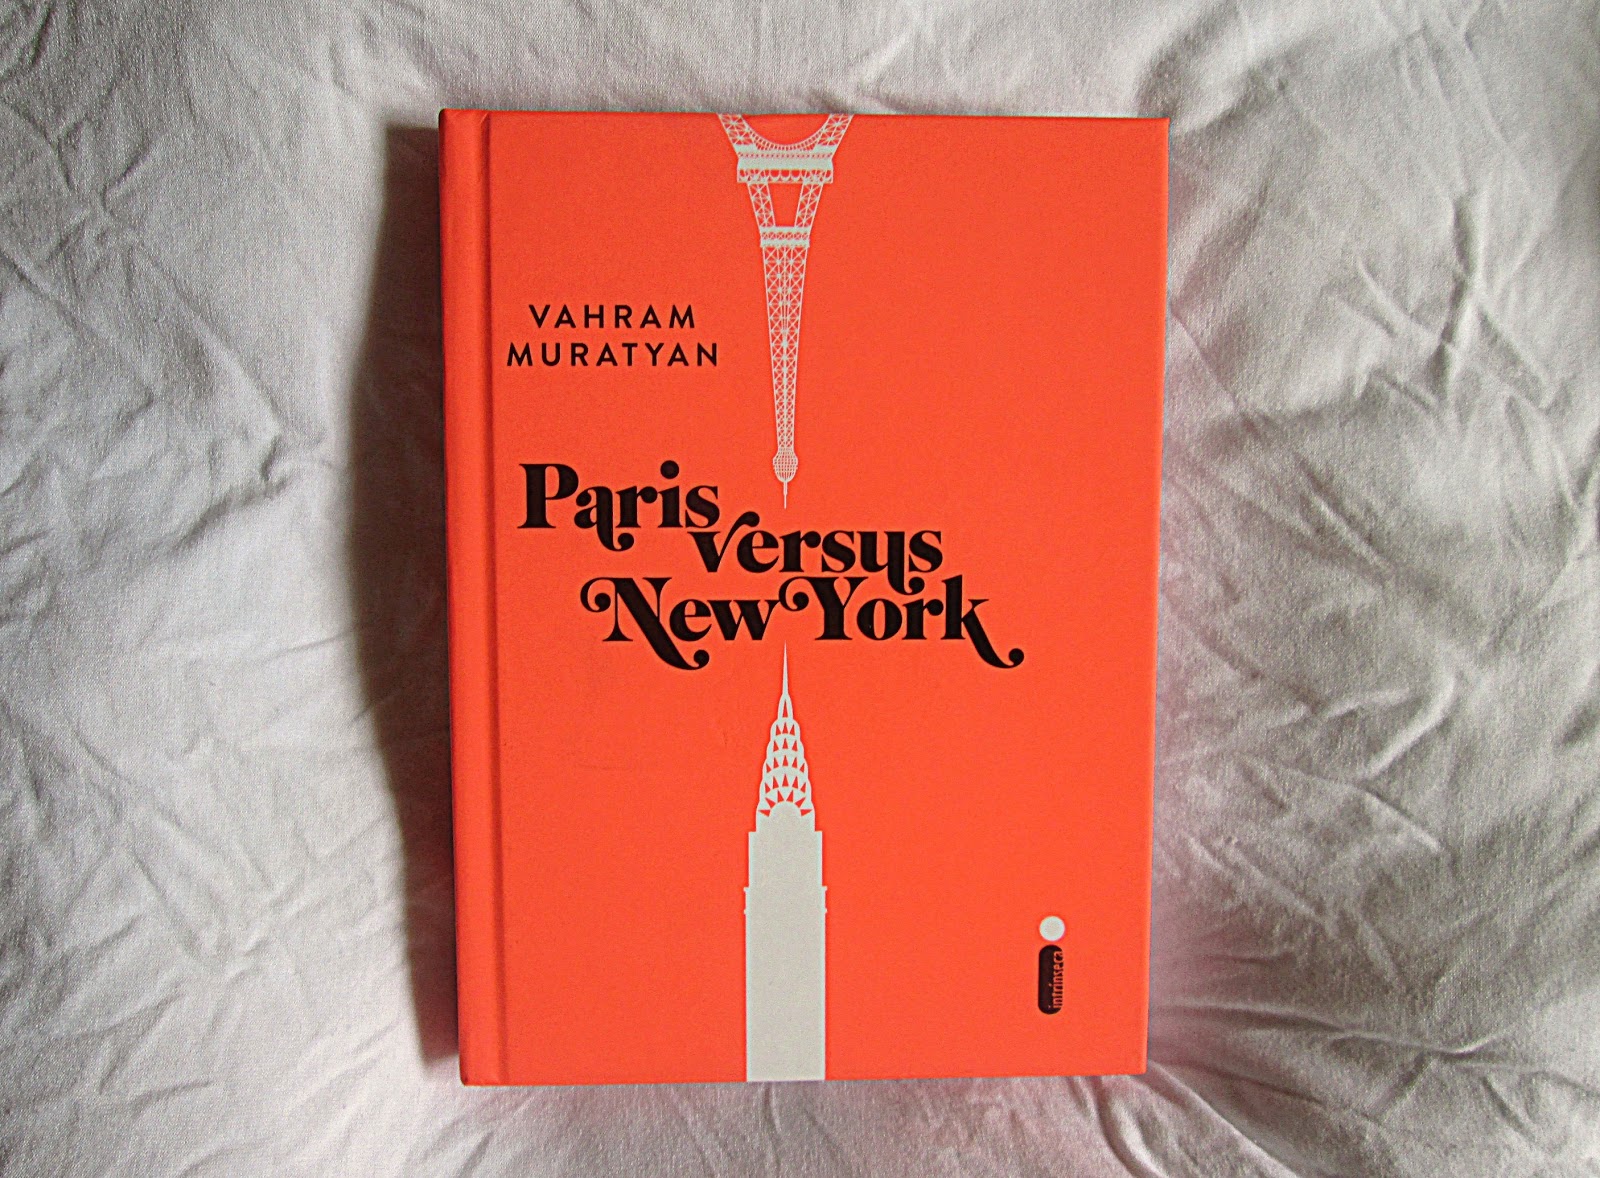 VAHRAM
MURATYAN
Paris
versus
New York
intrínseca